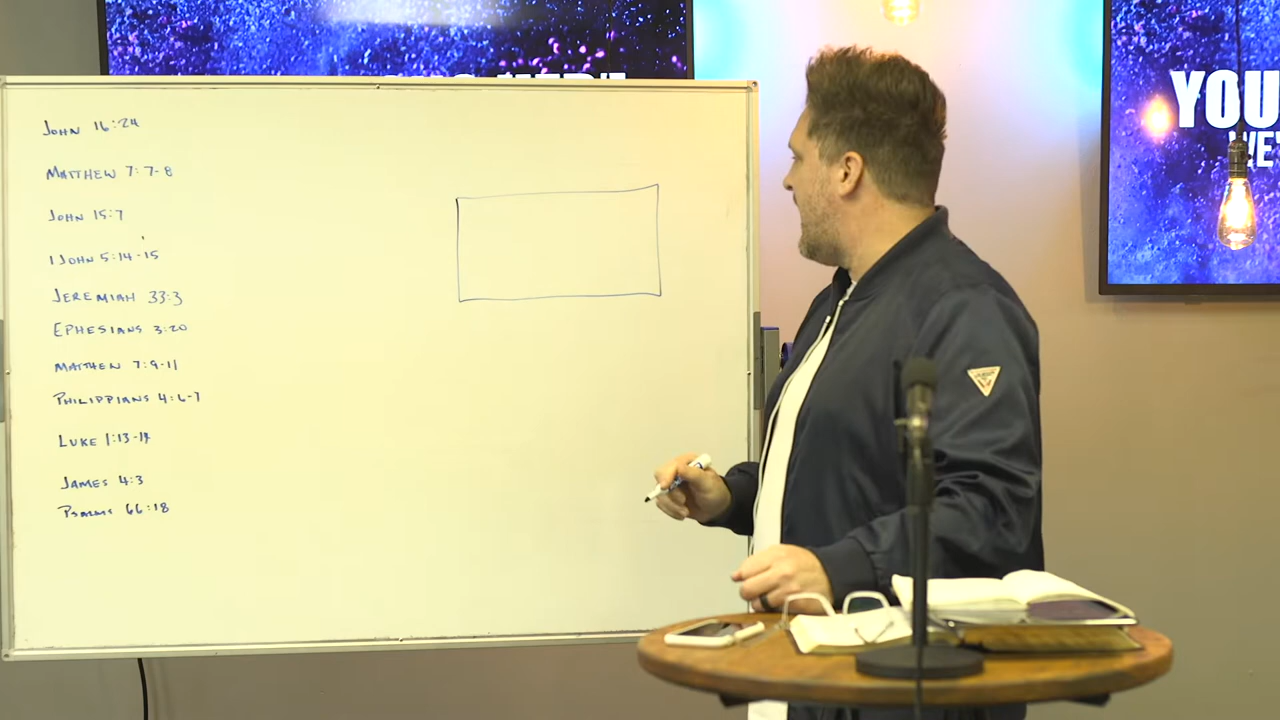 JOHN 16:24
MATTHEW 7:7-8
JOHN 15:7
1 JOHN 5:14-15
JEREMIAH 33:3
EPHESIANS 3:20
MATTHEW 7:9-11
PHILIPPIANS 4:6-7
LUKE 1:13-14
JAMES 4:3
PSALMS 66:18
YOU
WE'